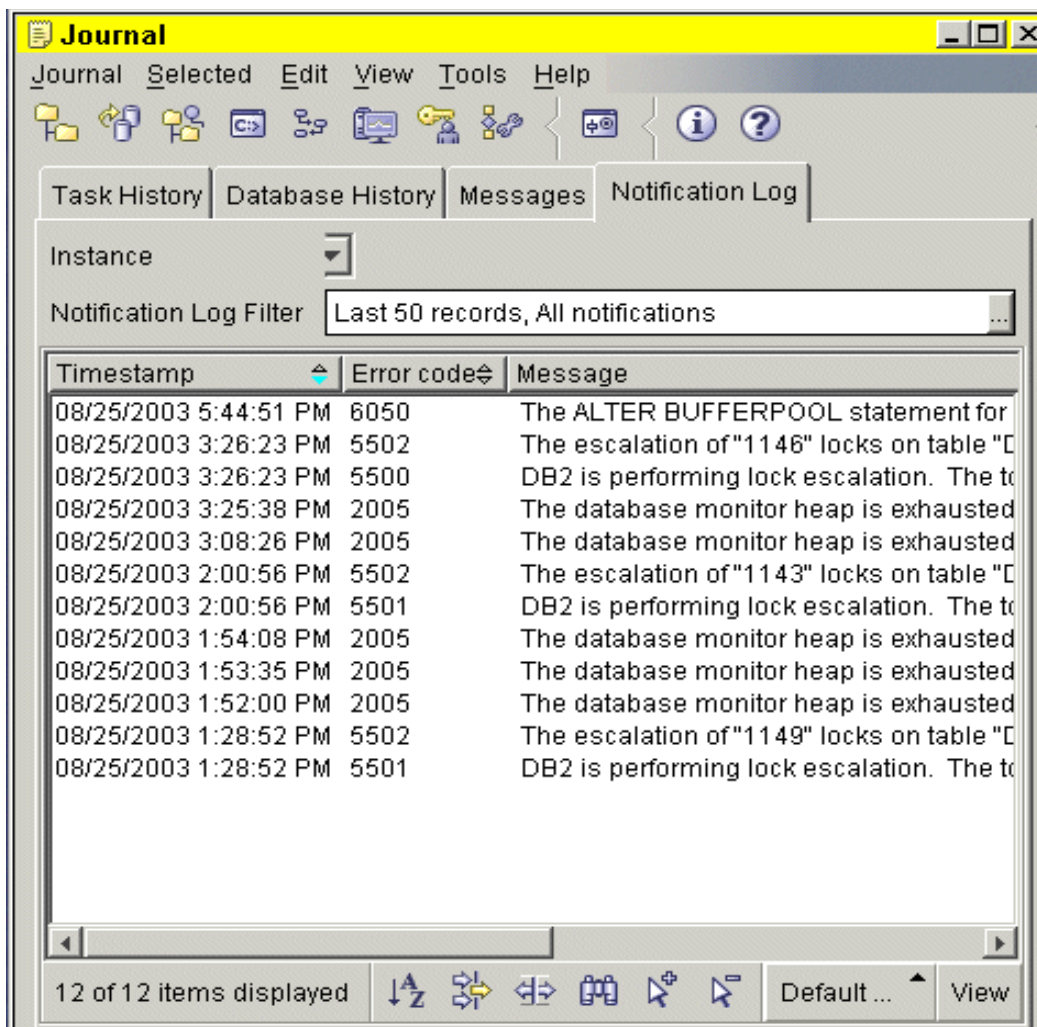 Journal
Journal Selected Edit View Tools Help
C:>
Task History Database History Messages Notification Log
Instance
Notification Log Filter Last 50 records, All notifications ...
Timestamp Error code Message
08/25/2003 5:44:51 PM 6050 The ALTER BUFFERPOOL statement for
08/25/2003 3:26:23 PM 5502 The escalation of "1146" locks on table "D
08/25/2003 3:26:23 PM 5500 DB2 is performing lock escalation. The to
08/25/2003 3:25:38 PM 2005 The database monitor heap is exhausted
08/25/2003 3:08:26 PM 2005 The database monitor heap is exhausted
08/25/2003 2:00:56 PM 5502 The escalation of "1143" locks on table "D
08/25/2003 2:00:56 PM 5501 DB2 is performing lock escalation. The to
08/25/2003 1:54:08 PM 2005 The database monitor heap is exhausted
08/25/2003 1:53:35 PM 2005 The database monitor heap is exhausted
08/25/2003 1:52:00 PM 2005 The database monitor heap is exhausted
08/25/2003 1:28:52 PM 5502 The escalation of "1149" locks on table "D
08/25/2003 1:28:52 PM 5501 DB2 is performing lock escalation. The to
12 of 12 items displayed A Z Default ... View